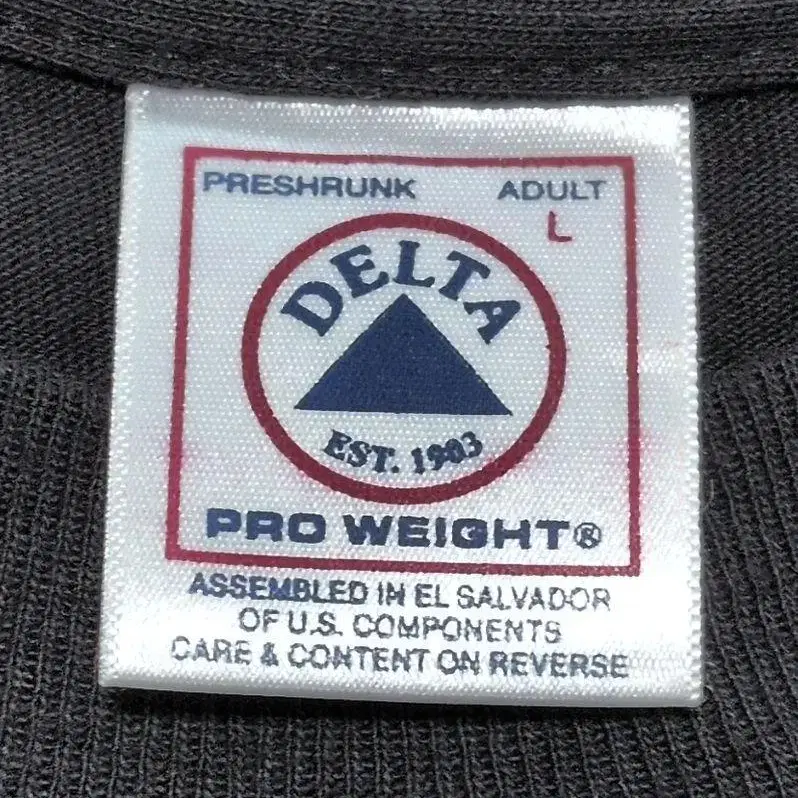 PRESHRUNK ADULT
L
DELTA
EST. 1903
PRO WEIGHT®
ASSEMBLED IN EL SALVADOR
OF U.S. COMPONENTS
CARE & CONTENT ON REVERSE